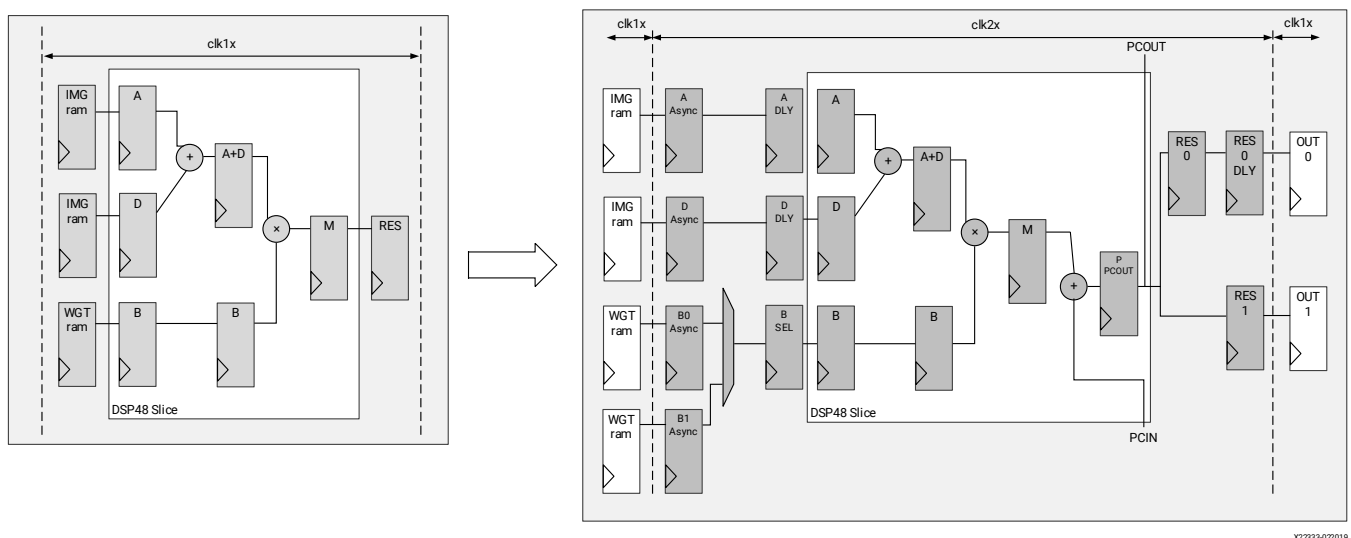 clk1x
IMG
ram
A
+
A+D
IMG
ram
D
×
M
RES
WGT
ram
B
B
DSP48 Slice
clk1x
clk2x
clk1x
PCOUT
IMG
ram
A
Async
A
DLY
A
+
A+D
RES
0
RES
0
DLY
OUT
0
IMG
ram
D
Async
D
DLY
D
×
M
+
P
PCOUT
WGT
ram
B0
Async
B
SEL
B
B
RES
1
OUT
1
WGT
ram
B1
Async
DSP48 Slice
PCIN
X22333-022019